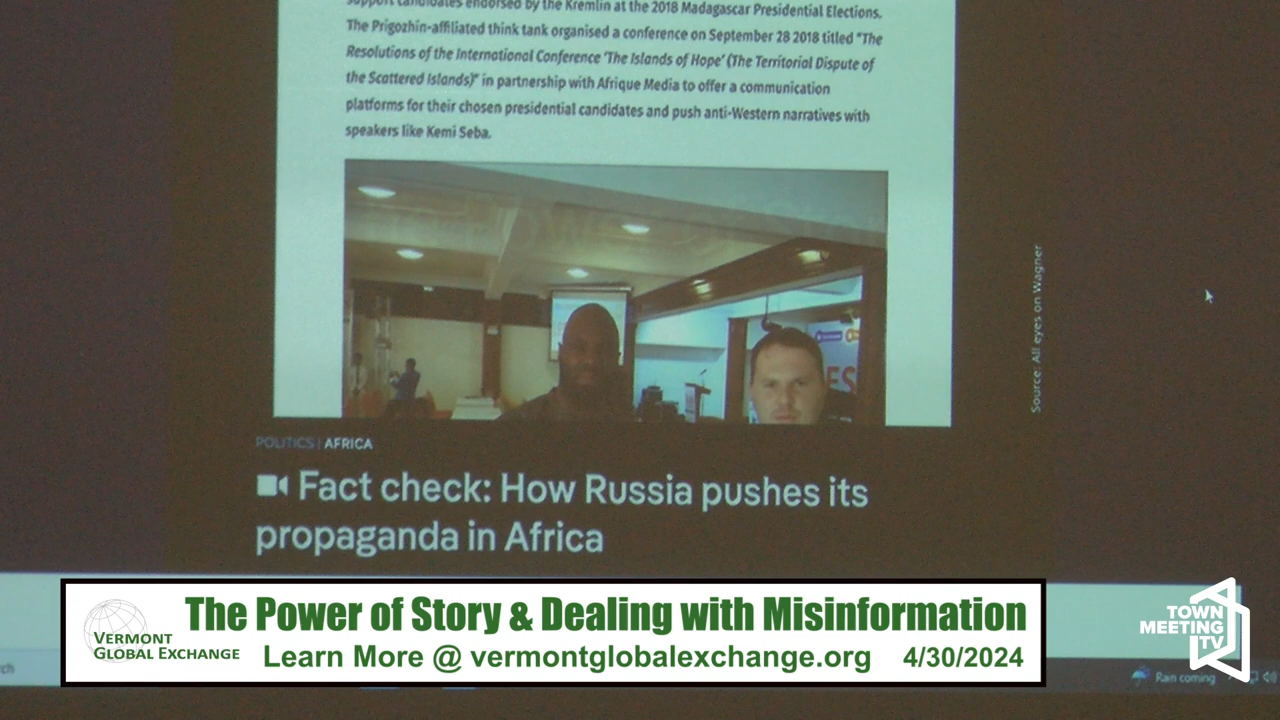 support candidates endorsed by the Kremlin at the 2018 Madagascar Presidential Elections.
The Prigozhin-affiliated think tank organised a conference on September 28 2018 titled "The
Resolutions of the International Conference 'The Islands of Hope' (The Territorial Dispute of
the Scattered Islands)" in partnership with Afrique Media to offer a communication
platforms for their chosen presidential candidates and push anti-Western narratives with
speakers like Kemi Seba.
ES
Source: All eyes on Wagner
POLITICS | AFRICA
Fact check: How Russia pushes its
propaganda in Africa
VERMONT
GLOBAL EXCHANGE
The Power of Story & Dealing with Misinformation
Learn More @ vermontglobalexchange.org 4/30/2024
TOWN
MEETING
TV
rch
Rain coming